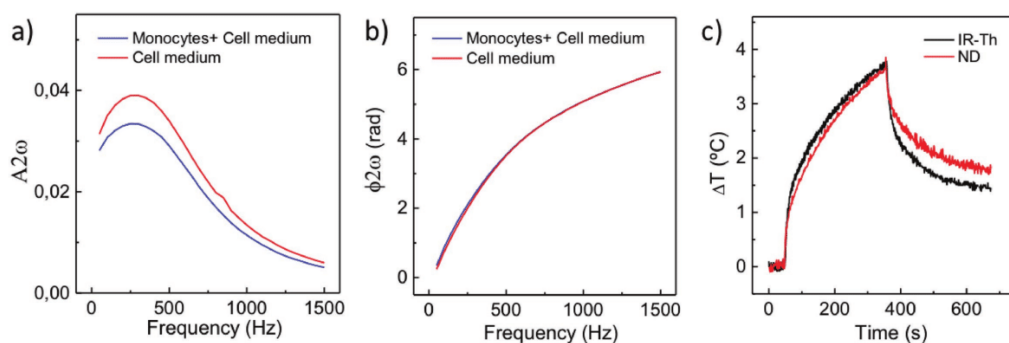 a)
Monocytes+ Cell medium
Cell medium
0,04
0,02
0,00
A2ω
0
500
1000
1500
Frequency (Hz)
b)
Monocytes+ Cell medium
Cell medium
6
4
2
0
ϕ2ω (rad)
0
500
1000
1500
Frequency (Hz)
c)
IR-Th
ND
4
3
2
1
0
ΔT (ºC)
0
200
400
600
Time (s)